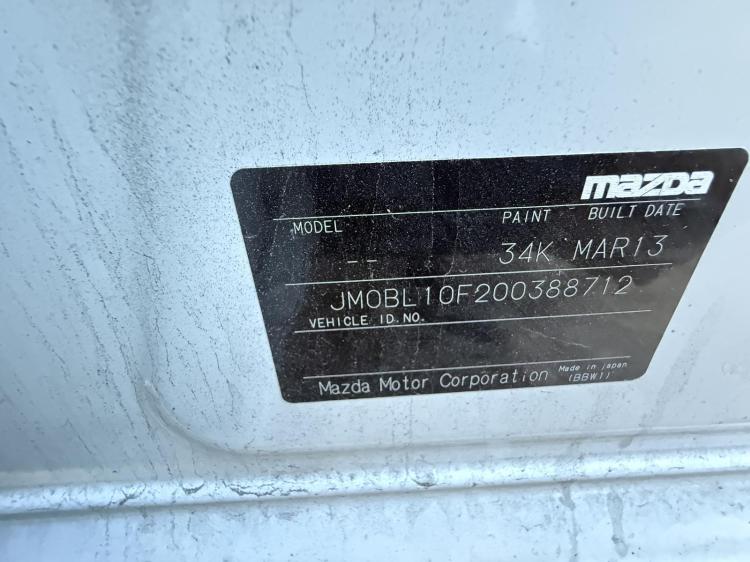 mazda
MODEL PAINT BUILT DATE
-- 34K MAR13
JM0BL10F200388712
VEHICLE ID.NO.
Mazda Motor Corporation Made in japan
(BBW1)